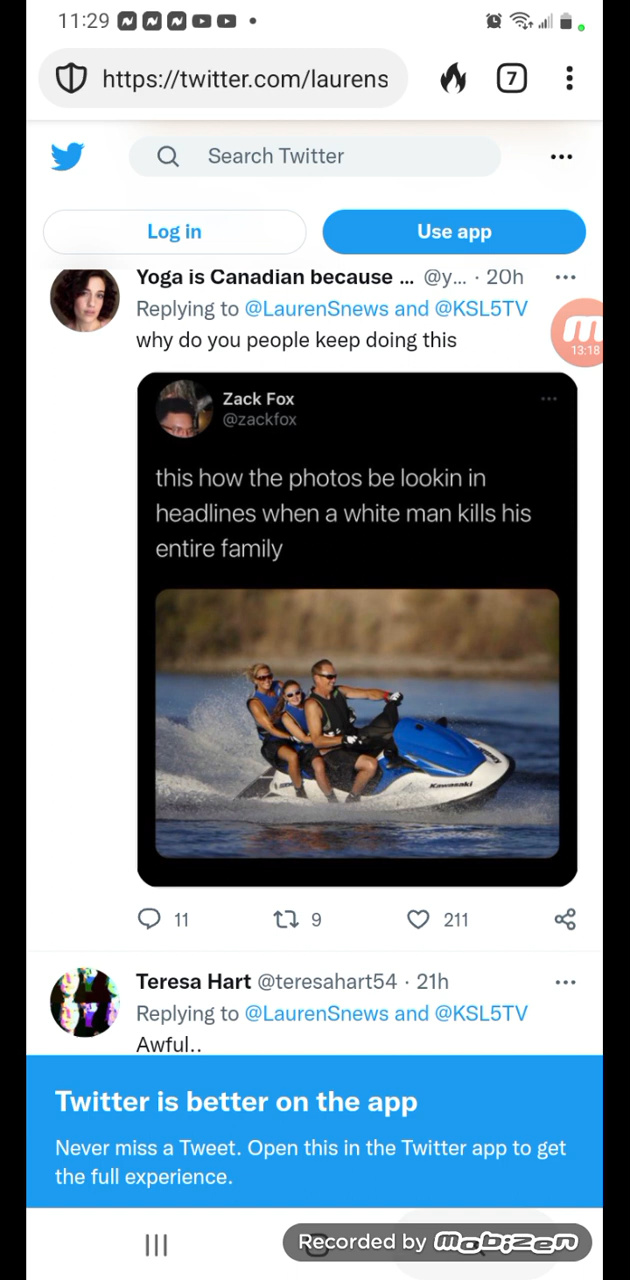 11:29
https://twitter.com/laurens
7
Search Twitter
Log in
Use app
Yoga is Canadian because ... @y... · 20h
Replying to @LaurenSnews and @KSL5TV
why do you people keep doing this
13:18
Zack Fox
@zackfox
this how the photos be lookin in
headlines when a white man kills his
entire family
Kawasaki
11
9
211
Teresa Hart @teresahart54 · 21h
Replying to @LaurenSnews and @KSL5TV
Awful..
Twitter is better on the app
Never miss a Tweet. Open this in the Twitter app to get
the full experience.
Recorded by mobizen